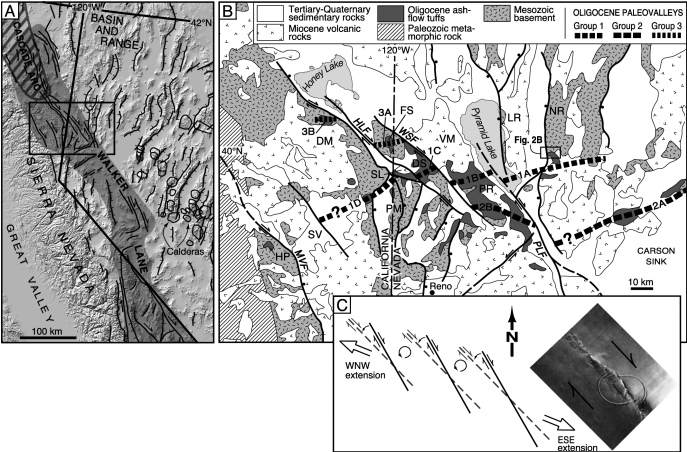 A
120°W
42°N
BASIN
AND
RANGE
WALKER
LANE
SIERRA NEVADA
GREAT VALLEY
Calderas
100 km
B
Tertiary-Quaternary
sedimentary rocks
Miocene volcanic
rocks
Oligocene ash-
flow tuffs
Paleozoic meta-
morphic rock
Mesozoic
basement
OLIGOCENE PALEOVALLEYS
Group 1
Group 2
Group 3
120°W
Honey Lake
3A
FS
3B
DM
HLF
WSF
VM
Pyramid Lake
LR
NR
Fig. 2B
40°N
1C
DS
SL
1B
1A
PR
1D
?
PM
2B
2A
?
SV
HP
MVF
CALIFORNIA
NEVADA
PLF
Reno
CARSON
SINK
10 km
C
WNW
extension
N
ESE
extension